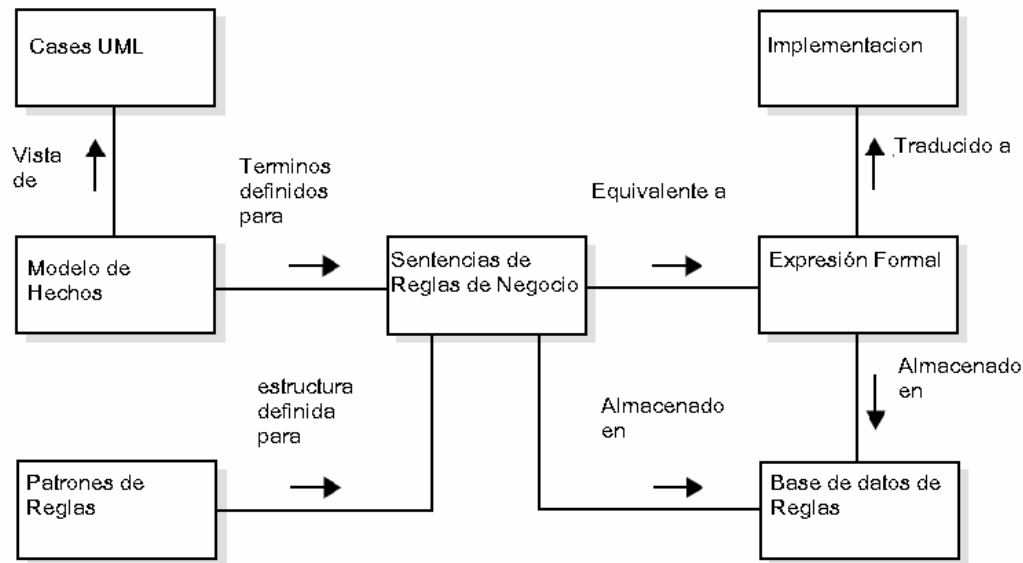 Cases UML
Implementacion
Vista
de
Traducido a
Terminos
definidos
para
Equivalente a
Modelo de
Hechos
Sentencias de
Reglas de Negocio
Expresión Formal
estructura
definida
para
Almacenado
en
Almacenado
en
Patrones de
Reglas
Base de datos de
Reglas